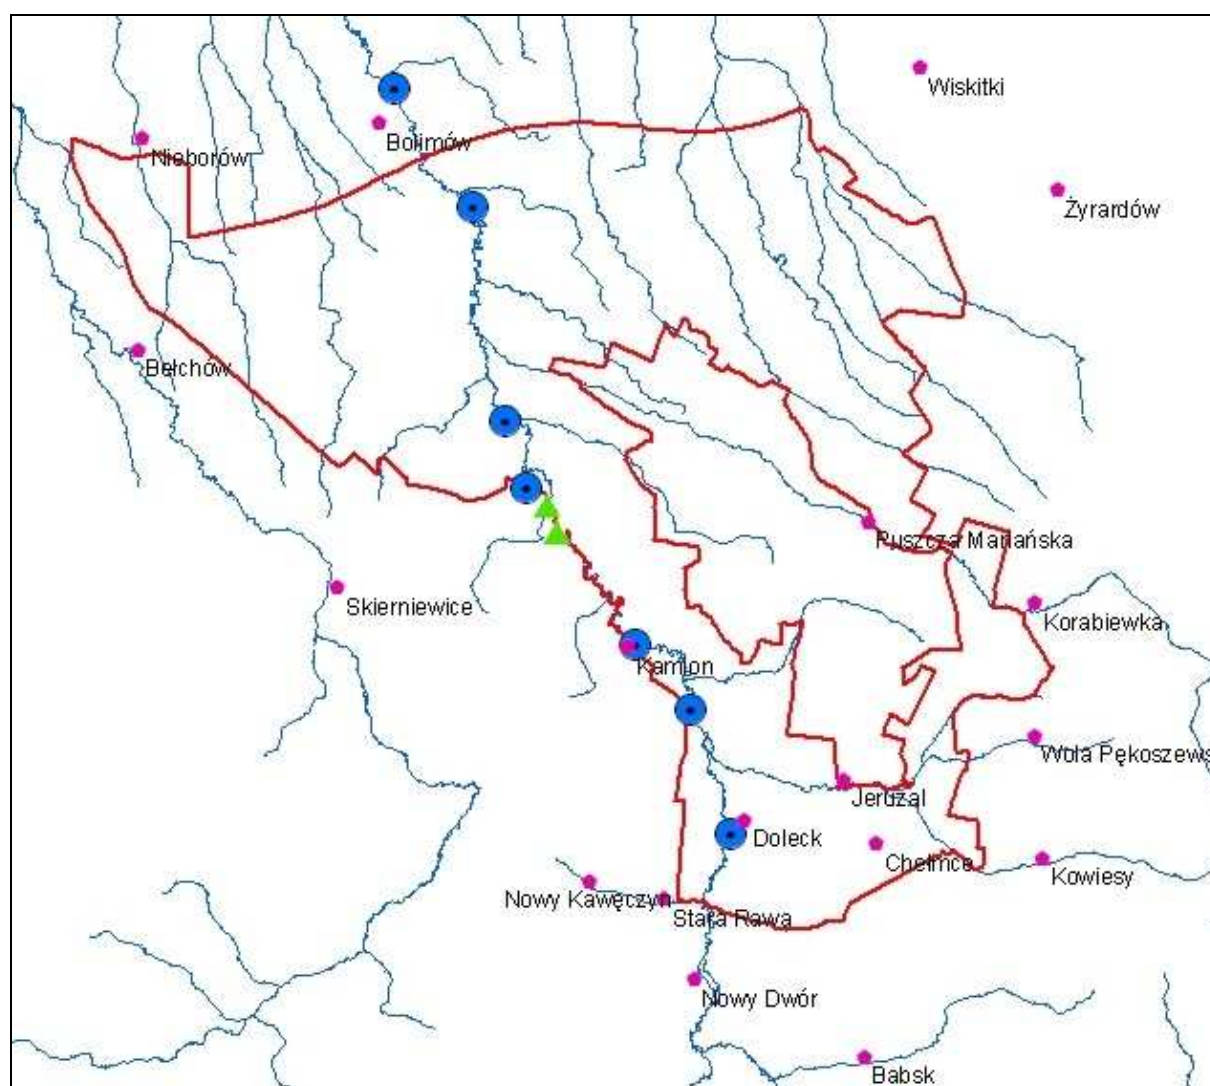 Wiskitki
Bolimów
Nieborów
Żyrardów
Bełchów
Puszcza Mariańska
Skierniewice
Korabiewka
Kamion
Wola Pękoszews
Jeruzal
Doleck
Chełmce
Kowiesy
Nowy Kawęczyn
Stara Rawa
Nowy Dwór
Babsk